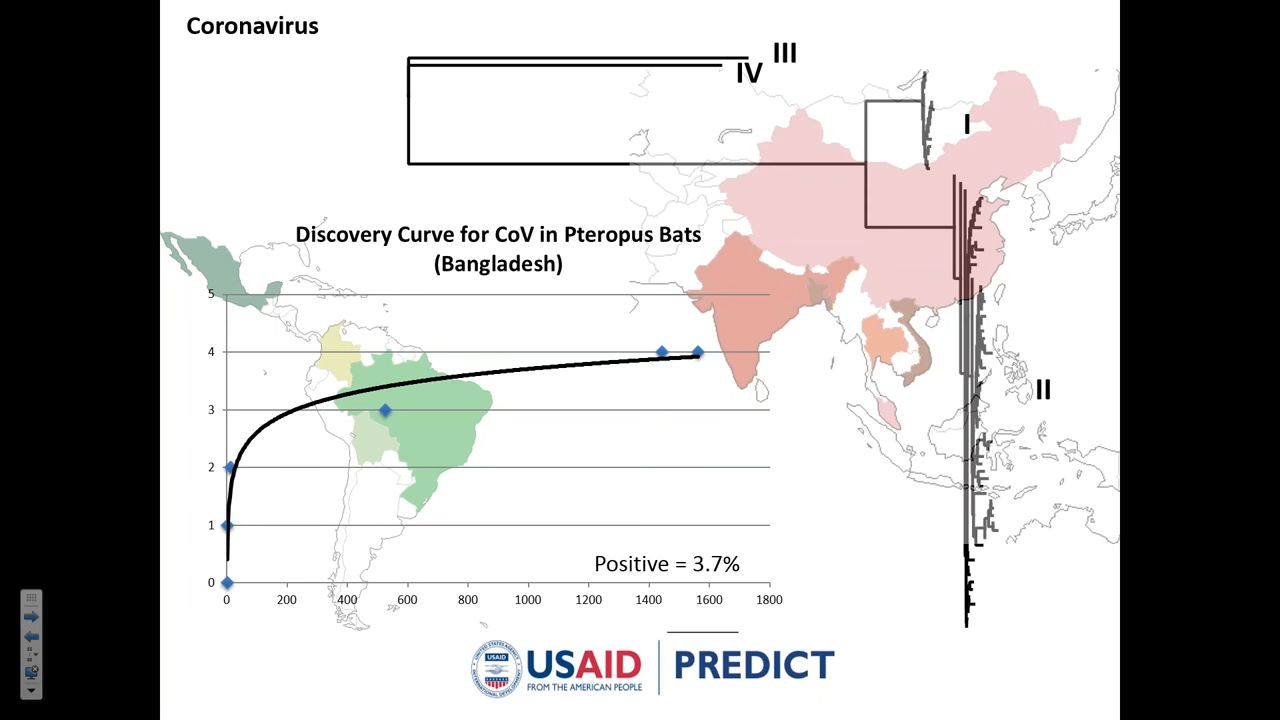 Coronavirus
III
IV
I
Discovery Curve for CoV in Pteropus Bats
(Bangladesh)
5
4
3
2
1
0
II
Positive = 3.7%
0 200 400 600 800 1000 1200 1400 1600 1800
USAID
FROM THE AMERICAN PEOPLE
PREDICT